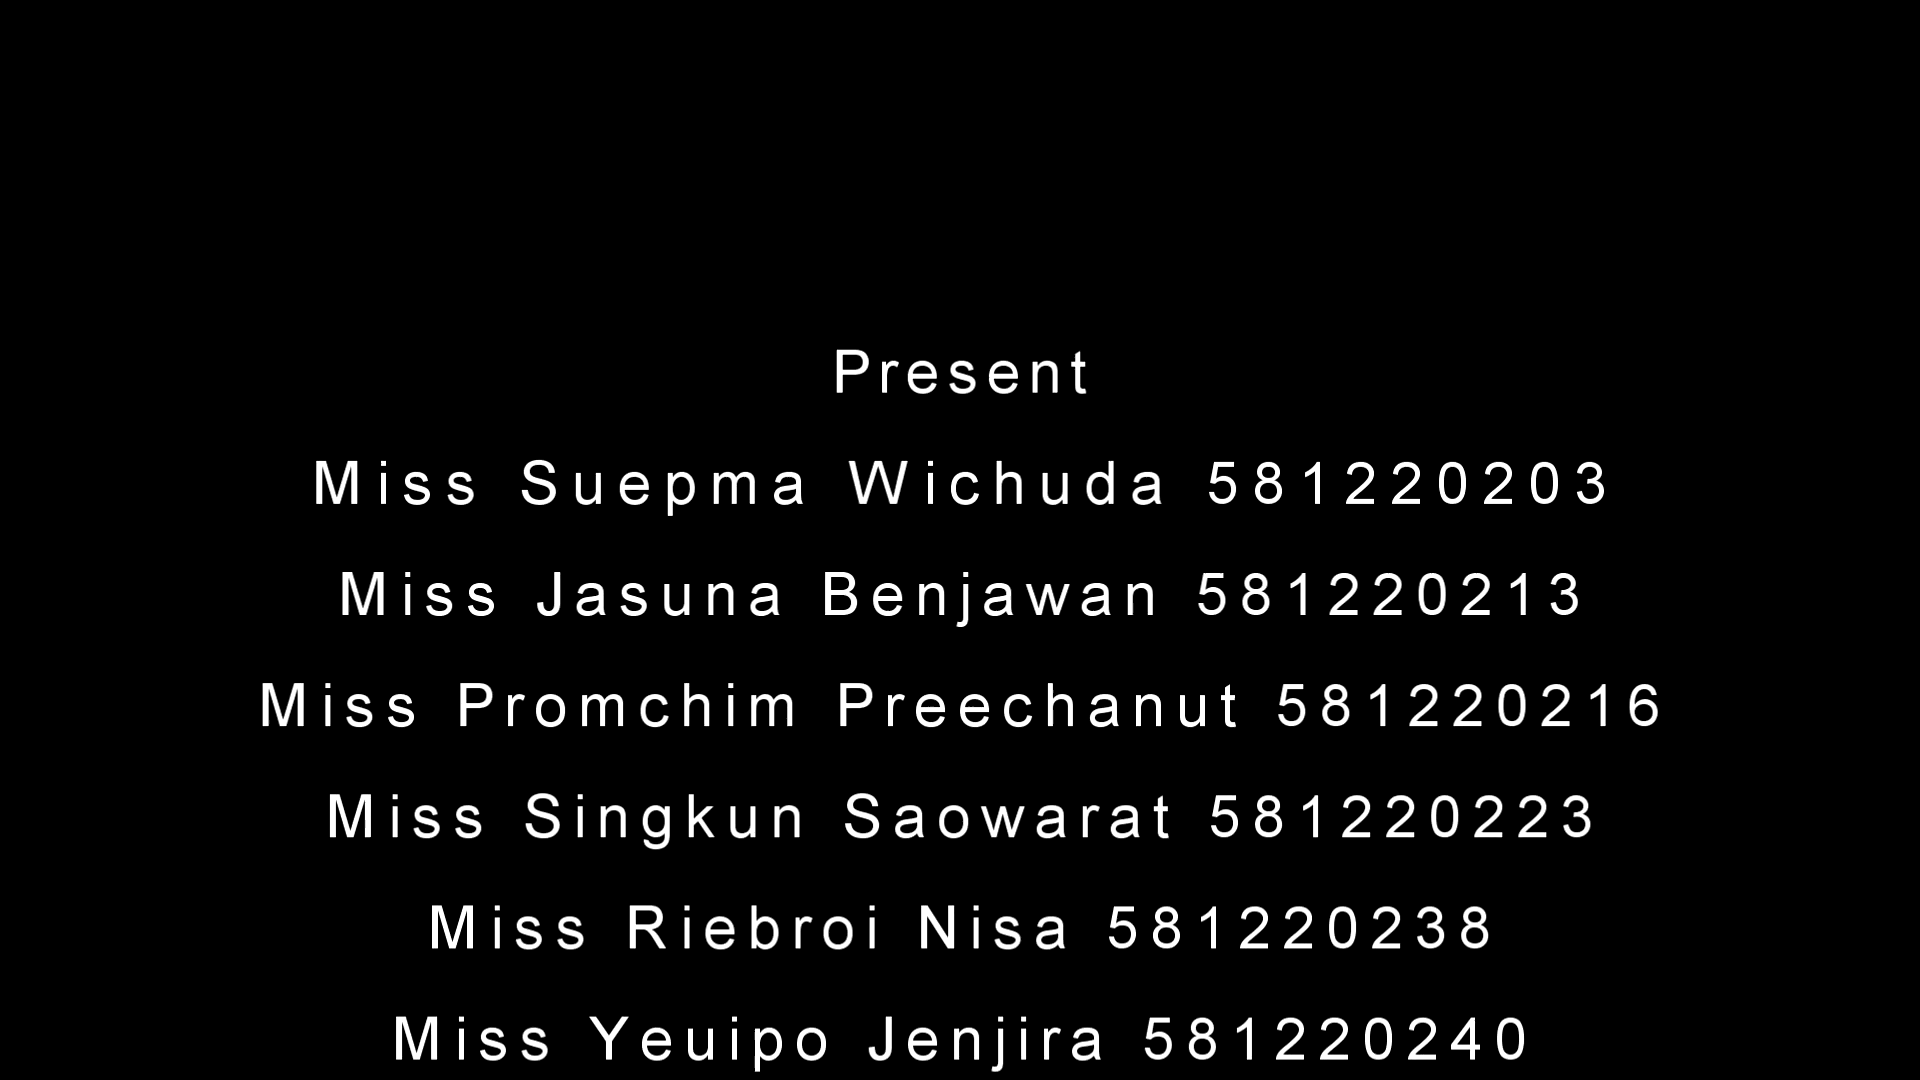 Present
Miss Suepma Wichuda 581220203
Miss Jasuna Benjawan 581220213
Miss Promchim Preechanut 581220216
Miss Singkun Saowarat 581220223
Miss Riebroi Nisa 581220238
Miss Yeuipo Jenjira 581220240